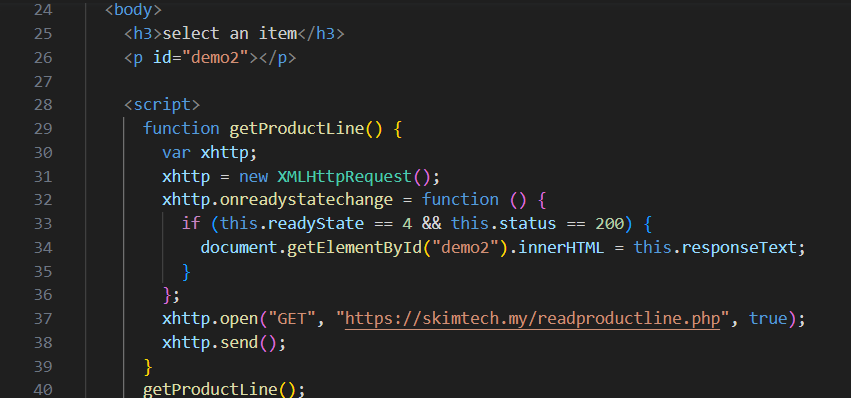 24 <body>
25 <h3>select an item</h3>
26 <p id="demo2"></p>
27
28 <script>
29 function getProductLine() {
30 var xhttp;
31 xhttp = new XMLHttpRequest();
32 xhttp.onreadystatechange = function () {
33 if (this.readyState == 4 && this.status == 200) {
34 document.getElementById("demo2").innerHTML = this.responseText;
35 }
36 };
37 xhttp.open("GET", "https://skimtech.my/readproductline.php", true);
38 xhttp.send();
39 }
40 getProductLine();